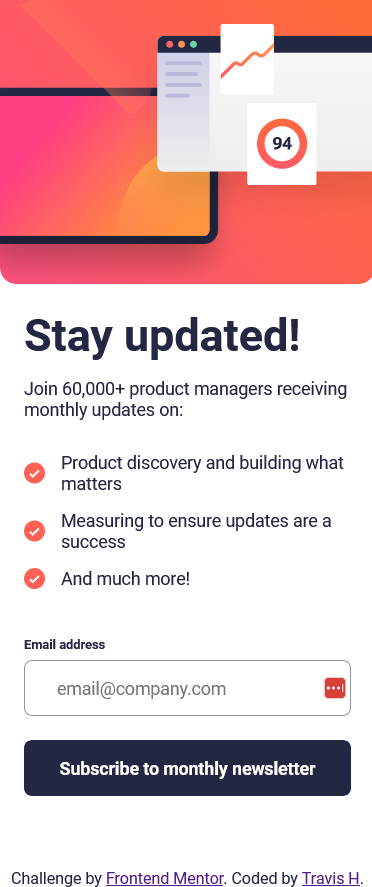 94
Stay updated!
Join 60,000+ product managers receiving
monthly updates on:
Product discovery and building what
matters
Measuring to ensure updates are a
success
And much more!
Email address
email@company.com
Subscribe to monthly newsletter
Challenge by Frontend Mentor. Coded by Travis H.